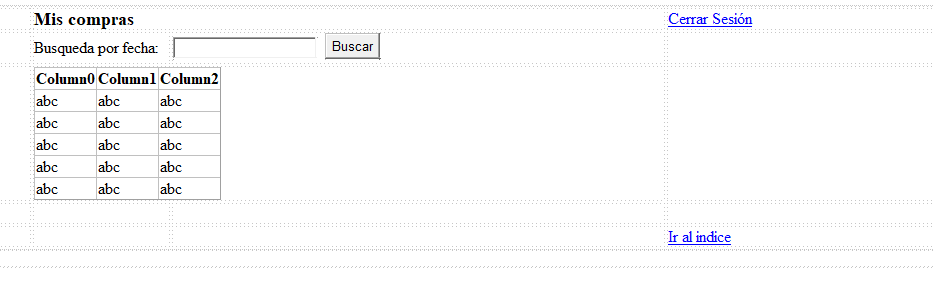 Mis compras Cerrar Sesión
Busqueda por fecha: Buscar
Column0 Column1 Column2
abc abc abc
abc abc abc
abc abc abc
abc abc abc
abc abc abc
Ir al indice